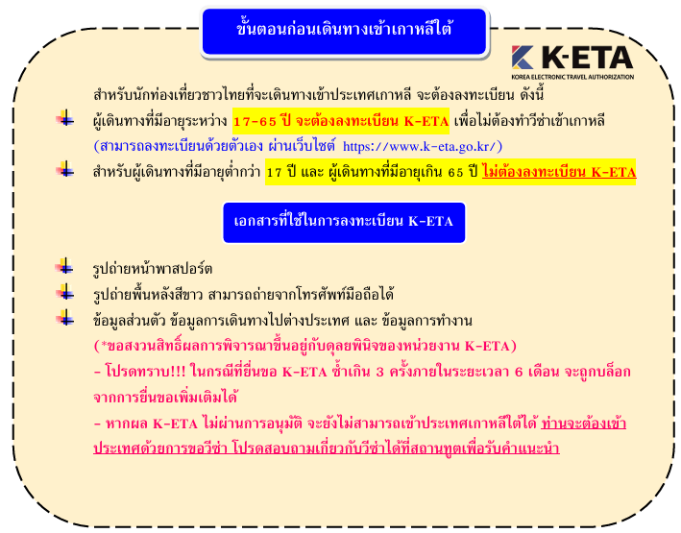 ขั้นตอนก่อนเดินทางเข้าเกาหลีใต้
K-ETA
KOREA ELECTRONIC TRAVEL AUTHORIZATION
สำหรับนักท่องเที่ยวชาวไทยที่จะเดินทางเข้าประเทศเกาหลี จะต้องลงทะเบียน ดังนี้
ผู้เดินทางที่มีอายุระหว่าง 17-65 ปี จะต้องลงทะเบียน K-ETA เพื่อไม่ต้องทำวีซ่าเข้าเกาหลี
(สามารถลงทะเบียนด้วยตัวเอง ผ่านเว็บไซต์ https://www.k-eta.go.kr/)
สำหรับผู้เดินทางที่มีอายุต่ำกว่า 17 ปี และ ผู้เดินทางที่มีอายุเกิน 65 ปี ไม่ต้องลงทะเบียน K-ETA
เอกสารที่ใช้ในการลงทะเบียน K-ETA
รูปถ่ายหน้าพาสปอร์ต
รูปถ่ายพื้นหลังสีขาว สามารถถ่ายจากโทรศัพท์มือถือได้
ข้อมูลส่วนตัว ข้อมูลการเดินทางไปต่างประเทศ และ ข้อมูลการทำงาน
(*ขอสงวนสิทธิ์ผลการพิจารณาขึ้นอยู่กับดุลยพินิจของหน่วยงาน K-ETA)
- โปรดทราบ!!! ในกรณีที่ยื่นขอ K-ETA ซ้ำเกิน 3 ครั้งภายในระยะเวลา 6 เดือน จะถูกบล็อก
จากการยื่นขอเพิ่มเติมได้
- หากผล K-ETA ไม่ผ่านการอนุมัติ จะยังไม่สามารถเข้าประเทศเกาหลีใต้ได้ ท่านจะต้องเข้า
ประเทศด้วยการขอวีซ่า โปรดสอบถามเกี่ยวกับวีซ่าได้ที่สถานทูตเพื่อรับคำแนะนำ